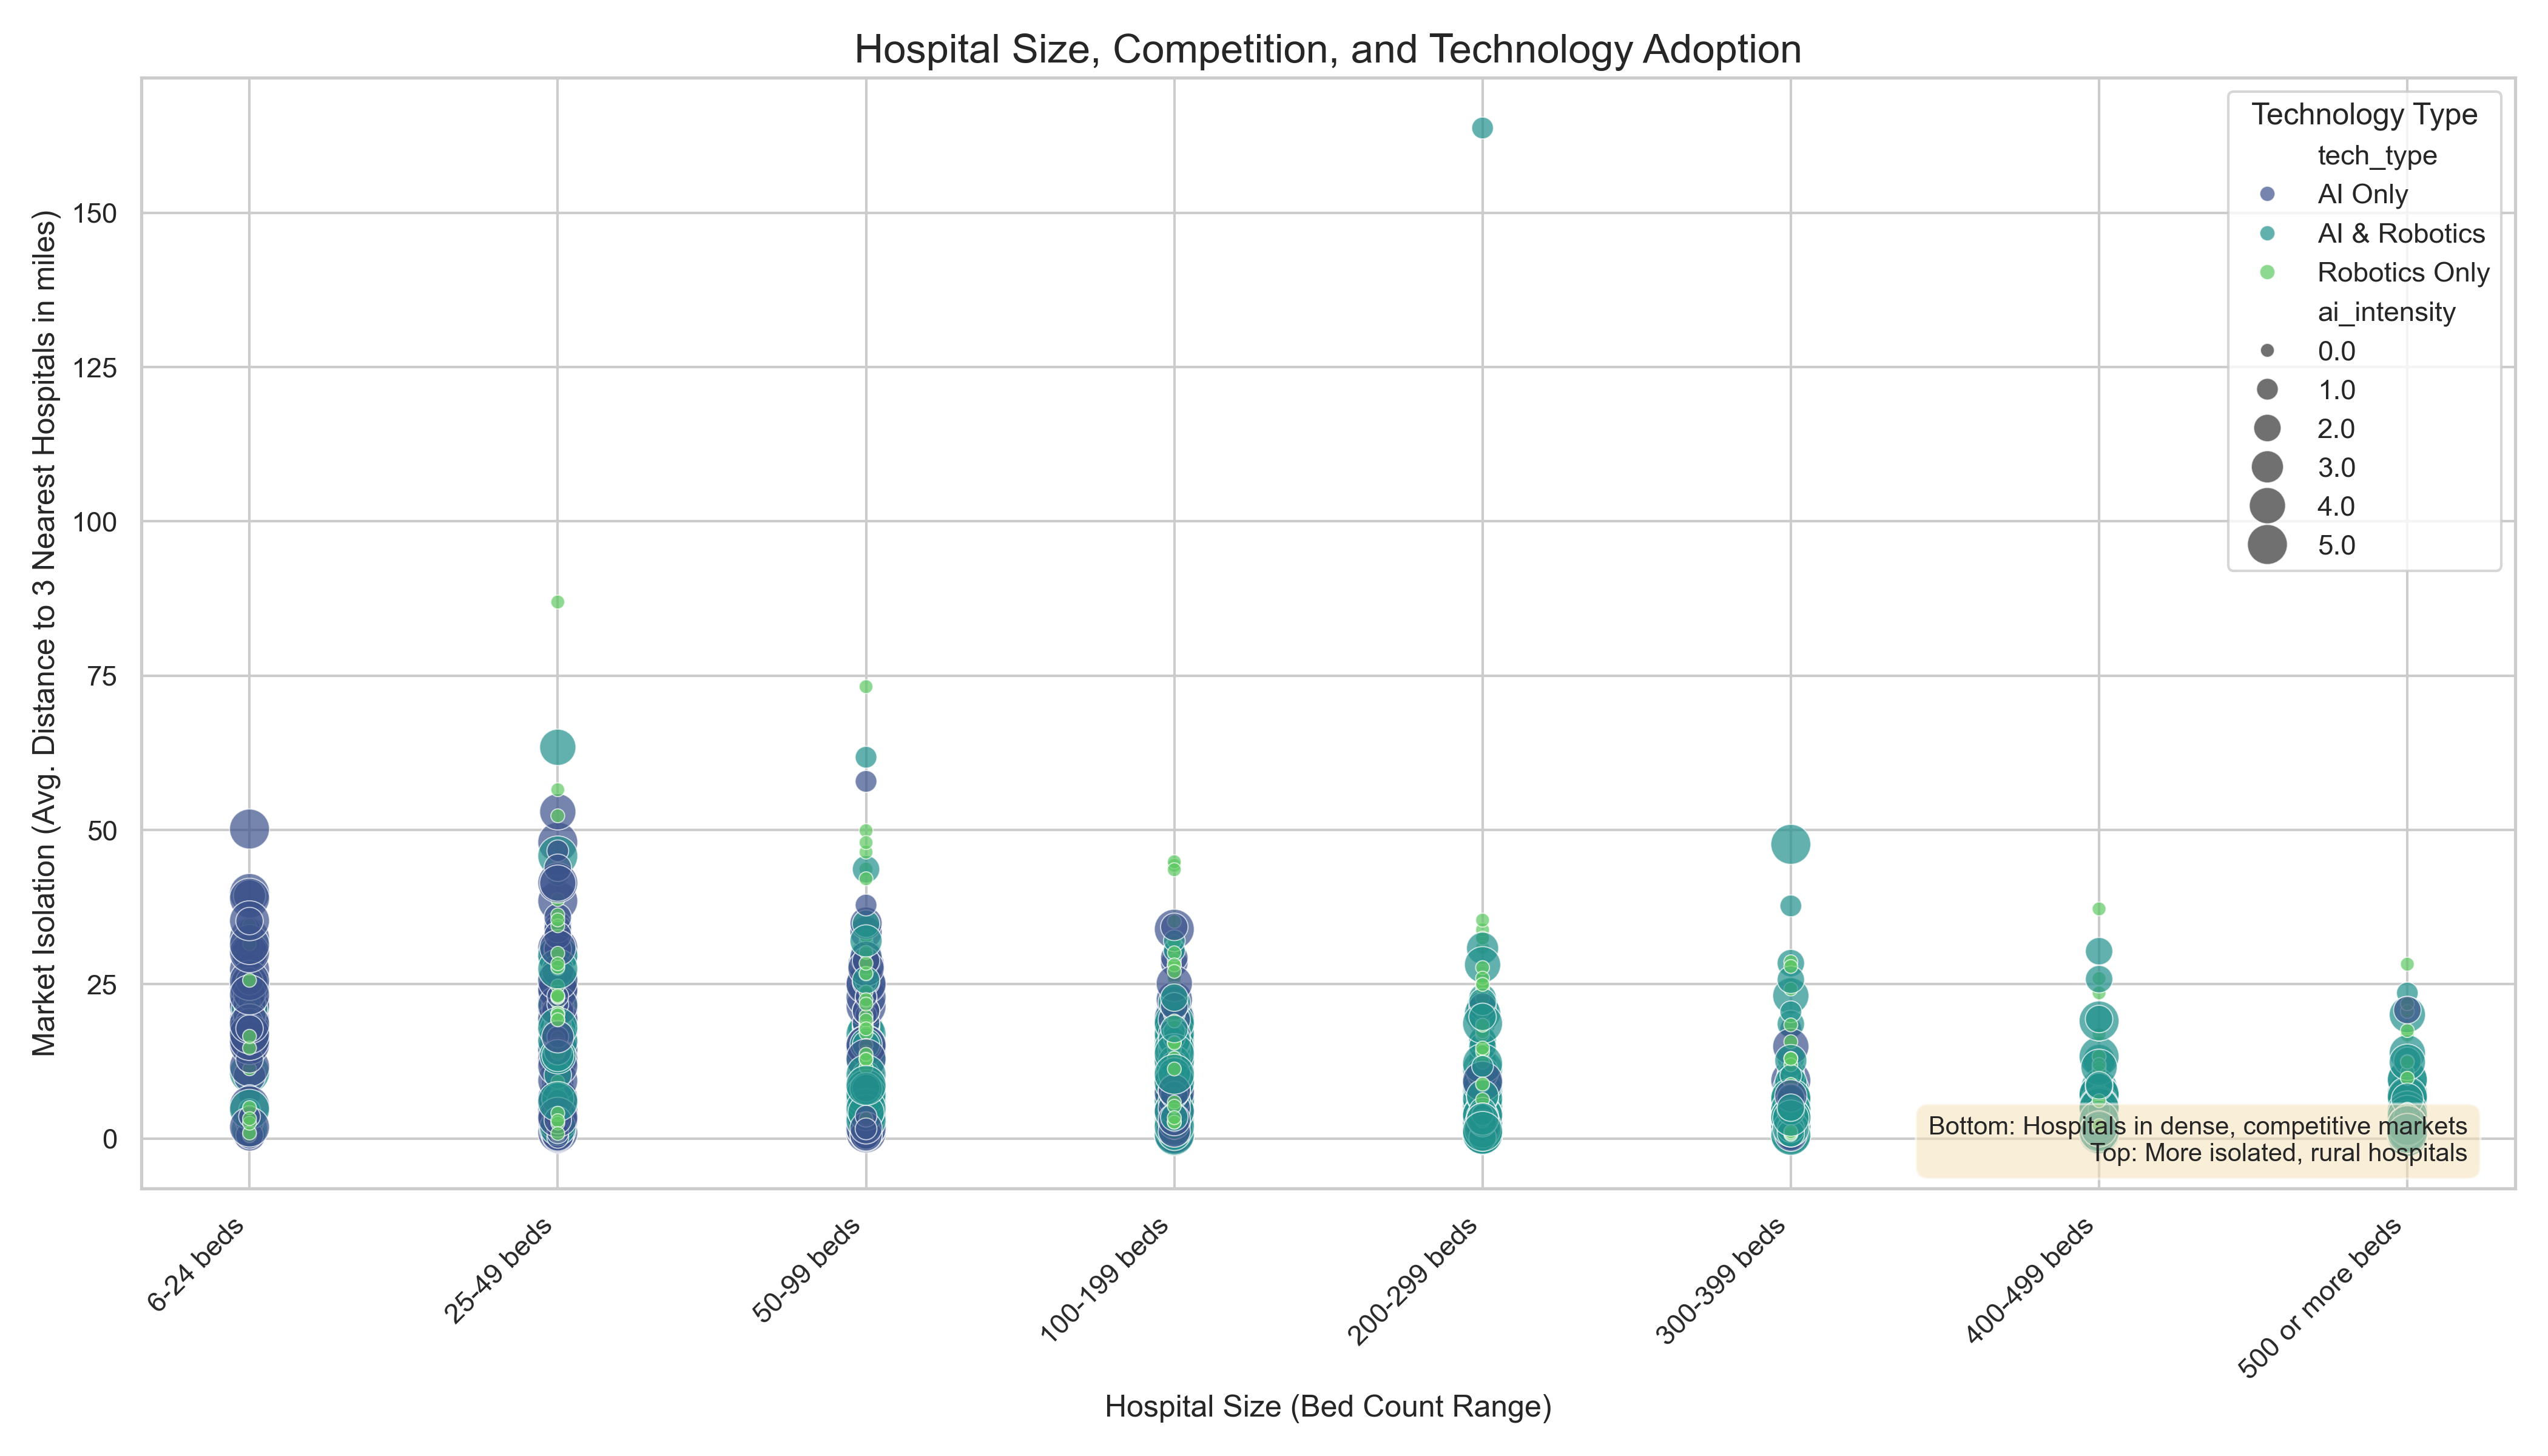 Hospital Size, Competition, and Technology Adoption
Market Isolation (Avg. Distance to 3 Nearest Hospitals in miles)
150
125
100
75
50
25
0
Technology Type
tech_type
AI Only
AI & Robotics
Robotics Only
ai_intensity
0.0
1.0
2.0
3.0
4.0
5.0
Bottom: Hospitals in dense, competitive markets
Top: More isolated, rural hospitals
6-24 beds
25-49 beds
50-99 beds
100-199 beds
200-299 beds
300-399 beds
400-499 beds
500 or more beds
Hospital Size (Bed Count Range)